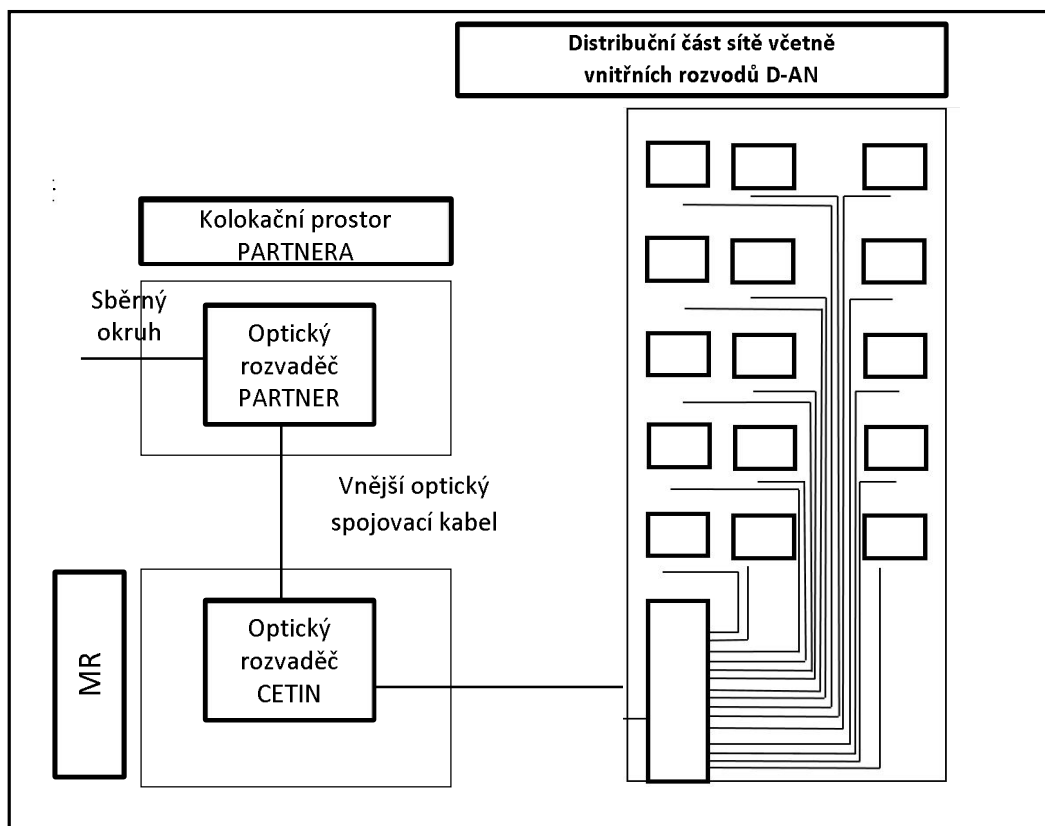 Distribuční část sítě včetně
vnitřních rozvodů D-AN
Kolokační prostor
PARTNERA
Sběrný
okruh
Optický
rozvaděč
PARTNER
Vnější optický
spojovací kabel
MR
Optický
rozvaděč
CETIN